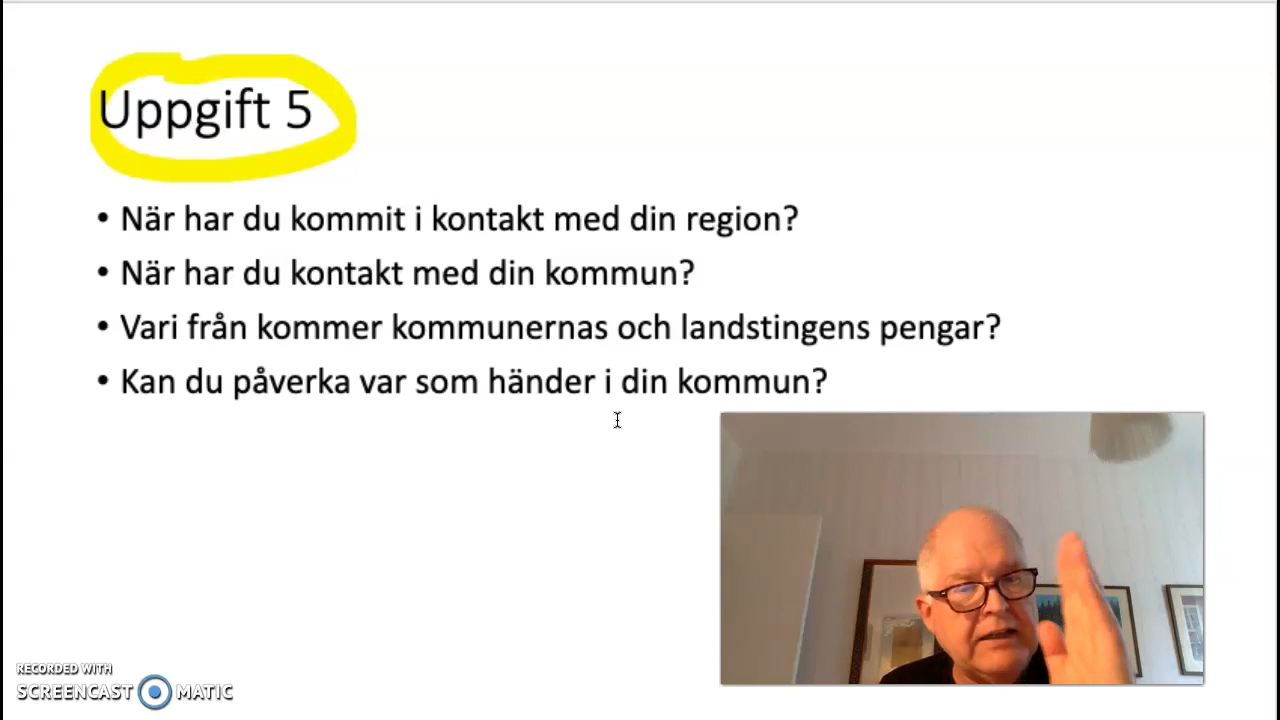 Uppgift 5
• När har du kommit i kontakt med din region?
• När har du kontakt med din kommun?
• Vari från kommer kommunernas och landstingens pengar?
• Kan du påverka var som händer i din kommun?
RECORDED WITH
SCREENCAST MATIC